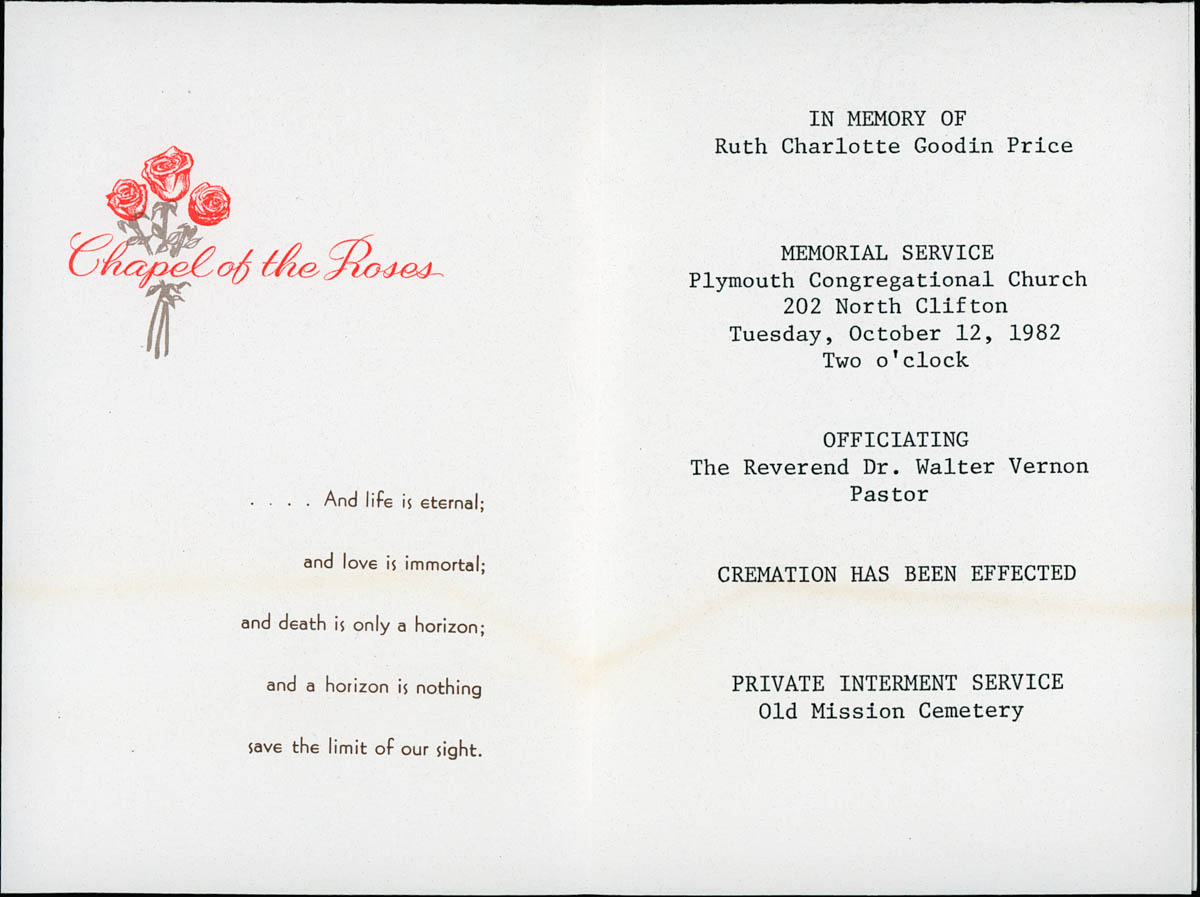 Chapel of the Roses
. . . . And life is eternal;
and love is immortal;
and death is only a horizon;
and a horizon is nothing
save the limit of our sight.
IN MEMORY OF
Ruth Charlotte Goodin Price
MEMORIAL SERVICE
Plymouth Congregational Church
202 North Clifton
Tuesday, October 12, 1982
Two o'clock
OFFICIATING
The Reverend Dr. Walter Vernon
Pastor
CREMATION HAS BEEN EFFECTED
PRIVATE INTERMENT SERVICE
Old Mission Cemetery